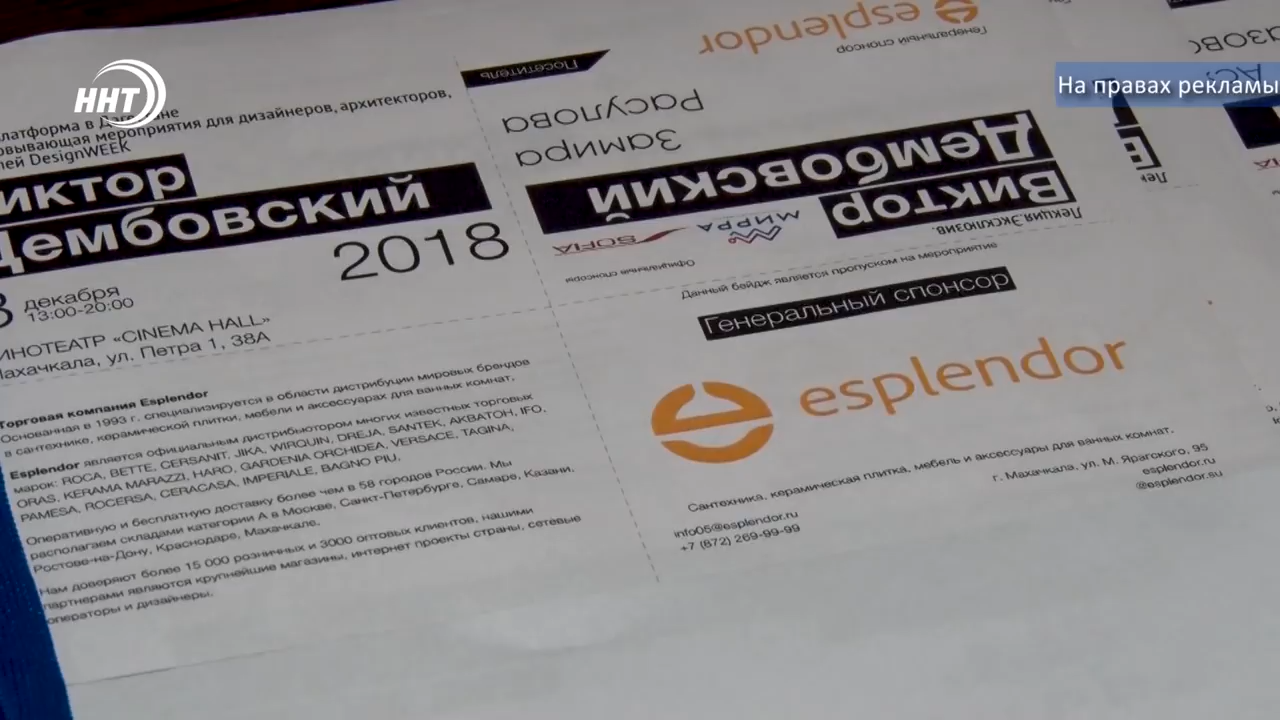 ННТ
На правах рекламы
платформа в
овывающая мероприятия для дизайнеров, архитекторов,
лей DesignWEEK
иктор
Дембовский
2018
3 декабря
13:00-20:00
ИНОТЕАТР «CINEMA HALL»
Махачкала, ул. Петра 1, 38А
Торговая компания Esplendor
Основанная в 1993 г. специализируется в области дистрибуции мировых брендов
в сантехнике, керамической плитки, мебели и аксессуарах для ванных комнат.
Esplendor является официальным дистрибьютором многих известных торговых
марок: ROCA, BETTE, CERSANIT, JIKA, WIRQUIN, DREJA, SANTEK, АКВАТОН, IFO,
ORAS, KERAMA MARAZZI, HARO, GARDENIA ORCHIDEA, VERSACE, TAGINA,
PAMESA, ROCERSA, CERACASA, IMPERIALE, BAGNO PIU.
Оперативную и бесплатную доставку более чем в 58 городов России. Мы
располагаем складами категории А в Москве, Санкт-Петербурге, Самаре, Казани,
Ростове-на-Дону, Краснодаре, Махачкале.
Нам доверяют более 15 000 розничных и 3000 оптовых клиентов, нашими
партнерами являются крупнейшие магазины, интернет проекты страны, сетевые
операторы и дизайнеры.
esplendor
Генеральный спонсор
Посетитель
Расулова
Замира
Дембовский
Виктор
Лекция.Эксклюзив.
МИРРА
SOFIA
Официальные спонсоры
Данный бейдж является пропуском на мероприятие
Генеральный спонсор
esplendor
Сантехника, керамическая плитка, мебель и аксессуары для ванных комнат.
г. Махачкала, ул. М. Ярагского, 95
info05@esplendor.ru
esplendor.ru
+7 (872) 269-99-99
@esplendor.su